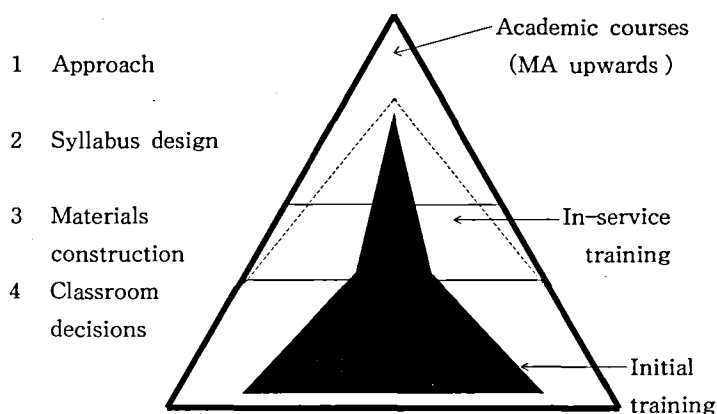 Academic courses
(MA upwards)
1 Approach
2 Syllabus design
3 Materials
construction
In-service
training
4 Classroom
decisions
Initial
training